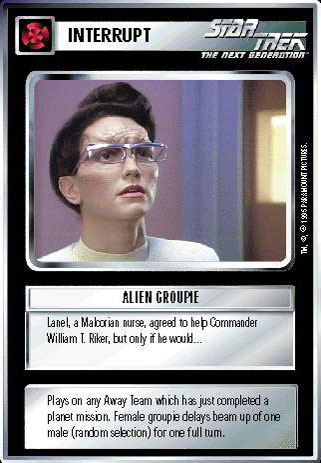 INTERRUPT
STAR TREK
THE NEXT GENERATION
TM, ®, © 1995 PARAMOUNT PICTURES.
ALIEN GROUPIE
Lanel, a Malcorian nurse, agreed to help Commander
William T. Riker, but only if he would...
Plays on any Away Team which has just completed a
planet mission. Female groupie delays beam up of one
male (random selection) for one full turn.